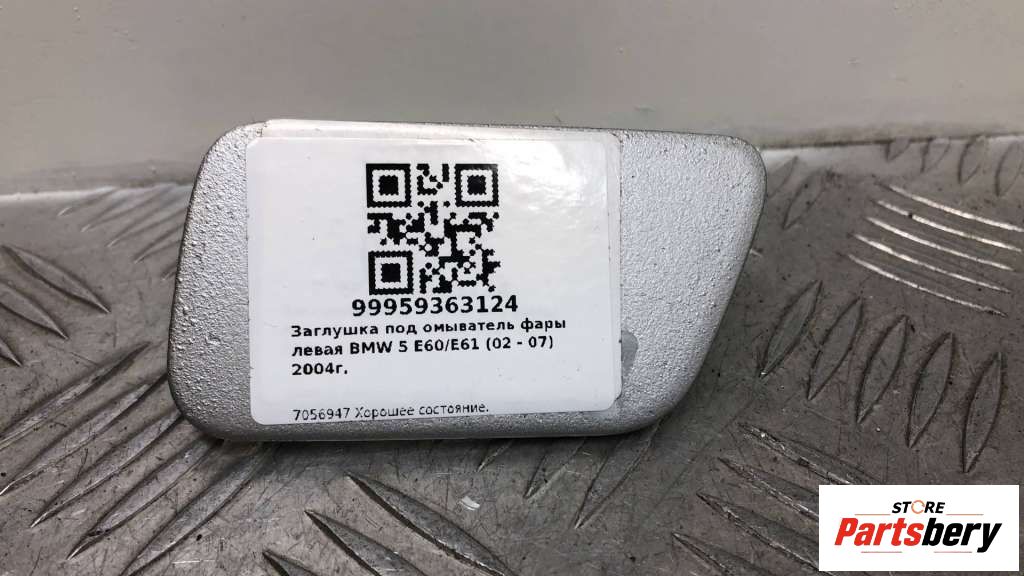 99959363124
Заглушка под омыватель фары
левая BMW 5 E60/E61 (02 - 07)
2004г.
7056947 Хорошее состояние.
STORE
Partsbery